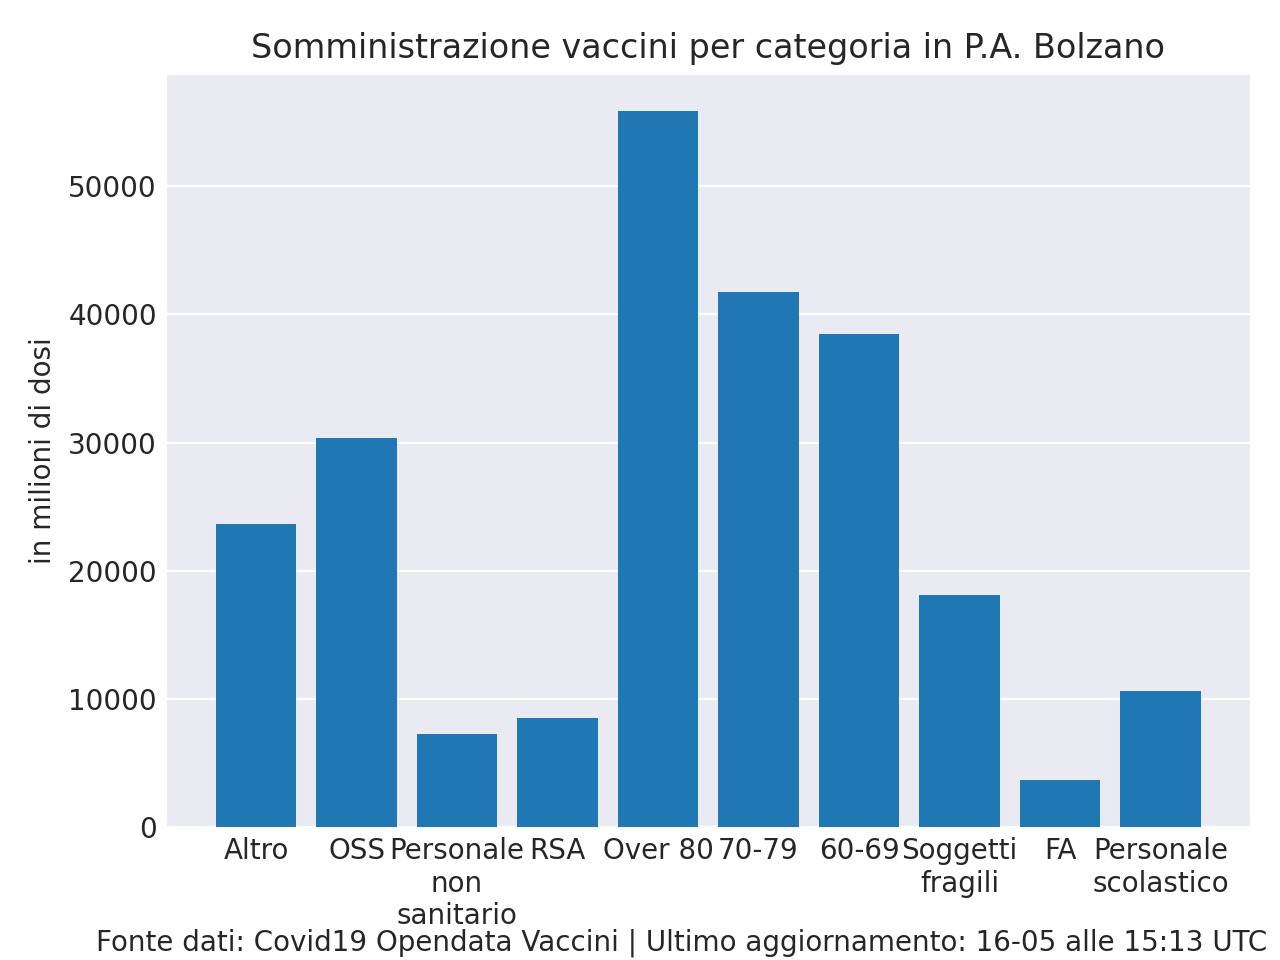 Somministrazione vaccini per categoria in P.A. Bolzano
in milioni di dosi
50000
40000
30000
20000
10000
0
Altro
OSS
Personale
non
sanitario
RSA
Over 80
70-79
60-69
Soggetti
fragili
FA
Personale
scolastico
Fonte dati: Covid19 Opendata Vaccini | Ultimo aggiornamento: 16-05 alle 15:13 UTC